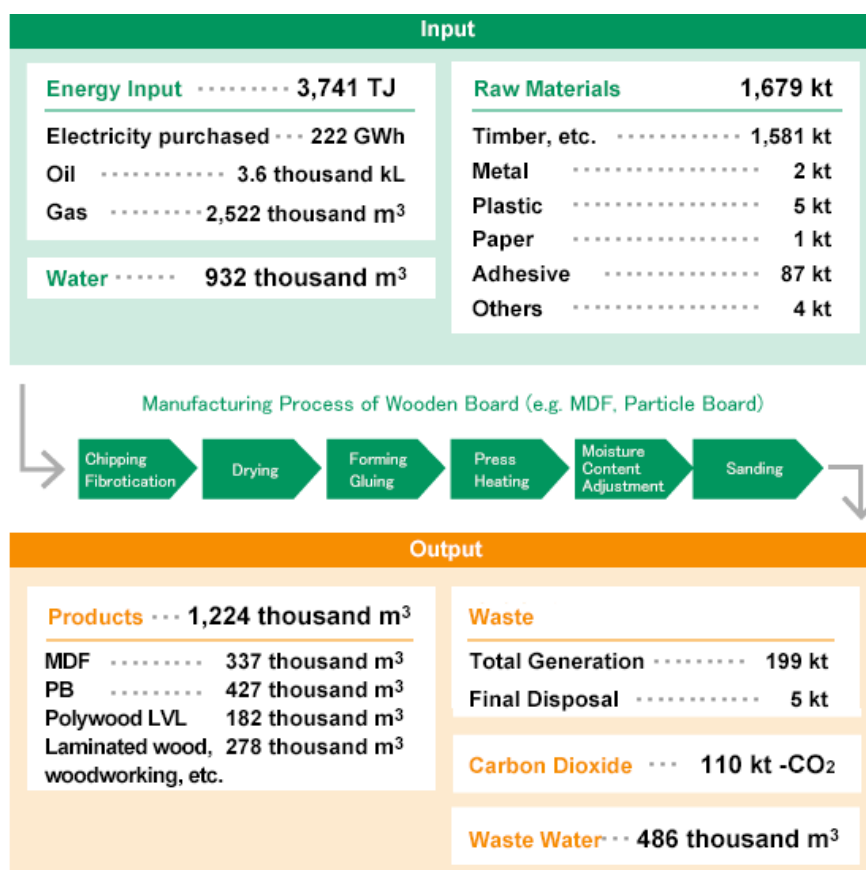 Input
Energy Input ········· 3,741 TJ
Electricity purchased ··· 222 GWh
Oil ············ 3.6 thousand kL
Gas ········· 2,522 thousand m³
Water ······ 932 thousand m³
Raw Materials 1,679 kt
Timber, etc. ············ 1,581 kt
Metal ·················· 2 kt
Plastic ·················· 5 kt
Paper ·················· 1 kt
Adhesive ··············· 87 kt
Others ·················· 4 kt
Manufacturing Process of Wooden Board (e.g. MDF, Particle Board)
Chipping
Fibrotication
Drying
Forming
Gluing
Press
Heating
Moisture
Content
Adjustment
Sanding
Output
Products ··· 1,224 thousand m³
MDF ········· 337 thousand m³
PB ········· 427 thousand m³
Polywood LVL 182 thousand m³
Laminated wood, 278 thousand m³
woodworking, etc.
Waste
Total Generation ········· 199 kt
Final Disposal ············ 5 kt
Carbon Dioxide ··· 110 kt -CO₂
Waste Water ··· 486 thousand m³